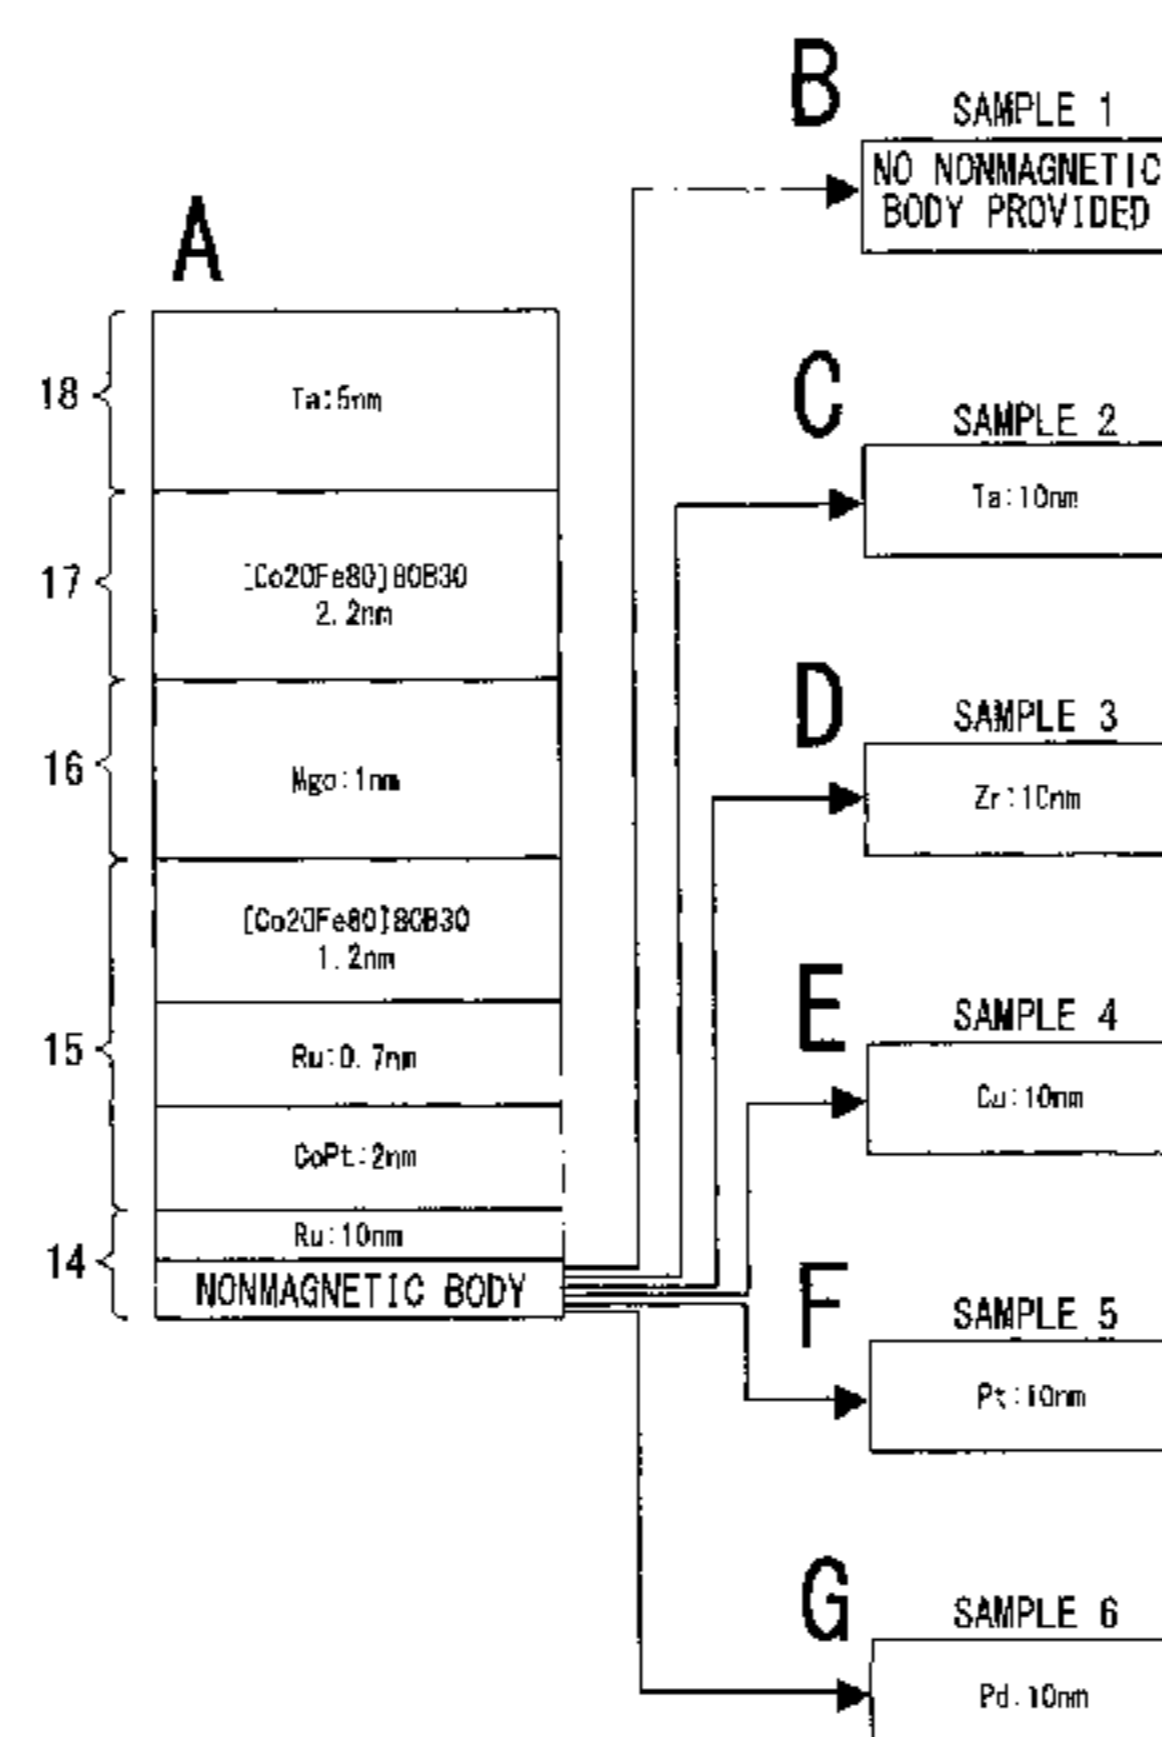 B
SAMPLE 1
NO NONMAGNETIC
BODY PROVIDED
A
18
Ta:5nm
C
SAMPLE 2
Ta:10nm
17
[Co20Fe80]80B30
2.2nm
D
SAMPLE 3
Zr:10nm
16
Mgo:1nm
[Co20Fe80]80B30
1.2nm
E
SAMPLE 4
Cu:10nm
15
Ru:0.7nm
CoPt:2nm
14
Ru:10nm
NONMAGNETIC BODY
F
SAMPLE 5
Pt:10nm
G
SAMPLE 6
Pd:10nm